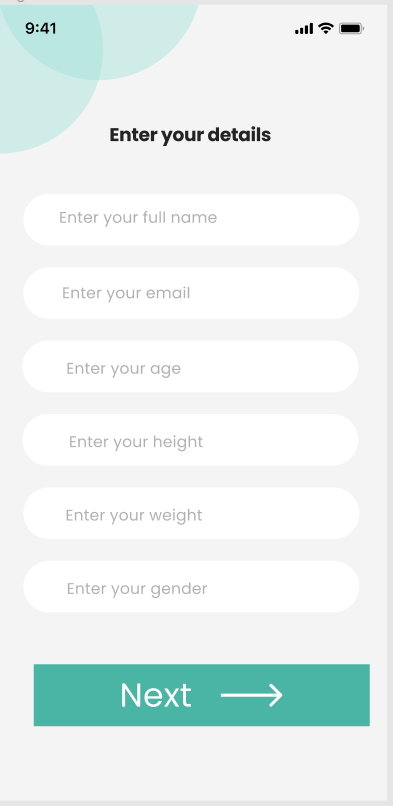 9:41
Enter your details
Enter your full name
Enter your email
Enter your age
Enter your height
Enter your weight
Enter your gender
Next